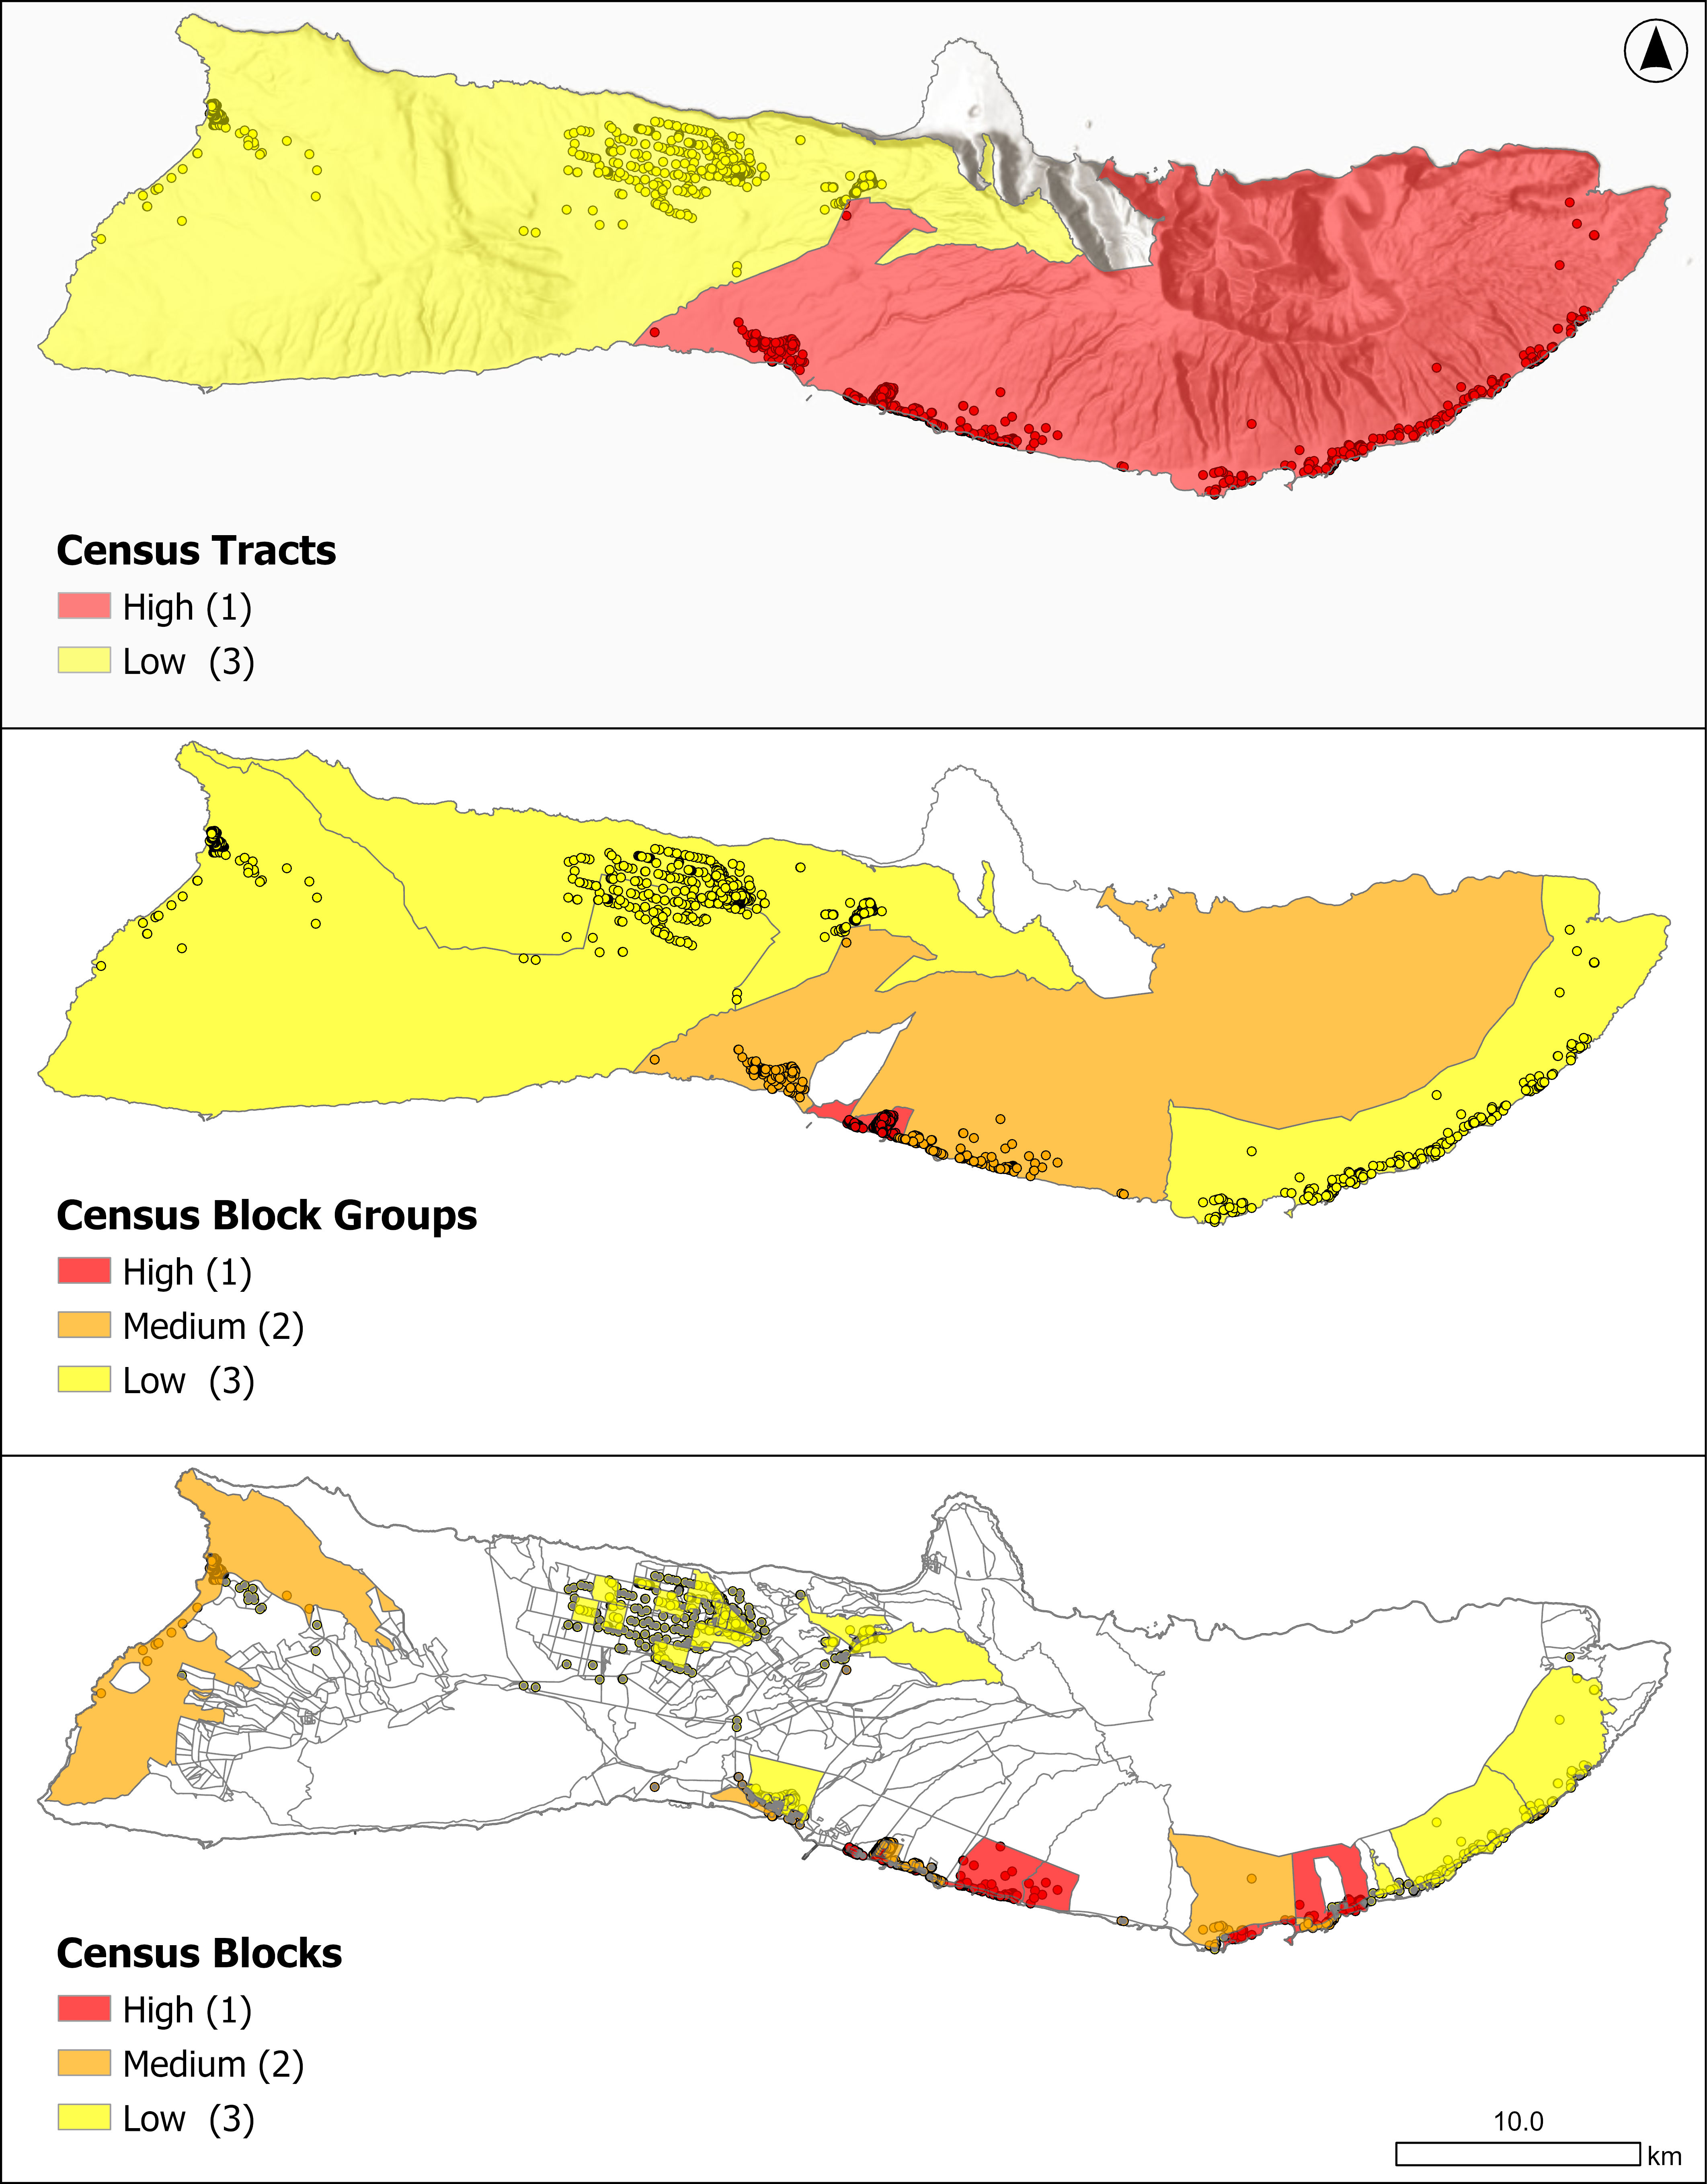 Census Tracts
High (1)
Low (3)
Census Block Groups
High (1)
Medium (2)
Low (3)
Census Blocks
High (1)
Medium (2)
Low (3)
10.0
km